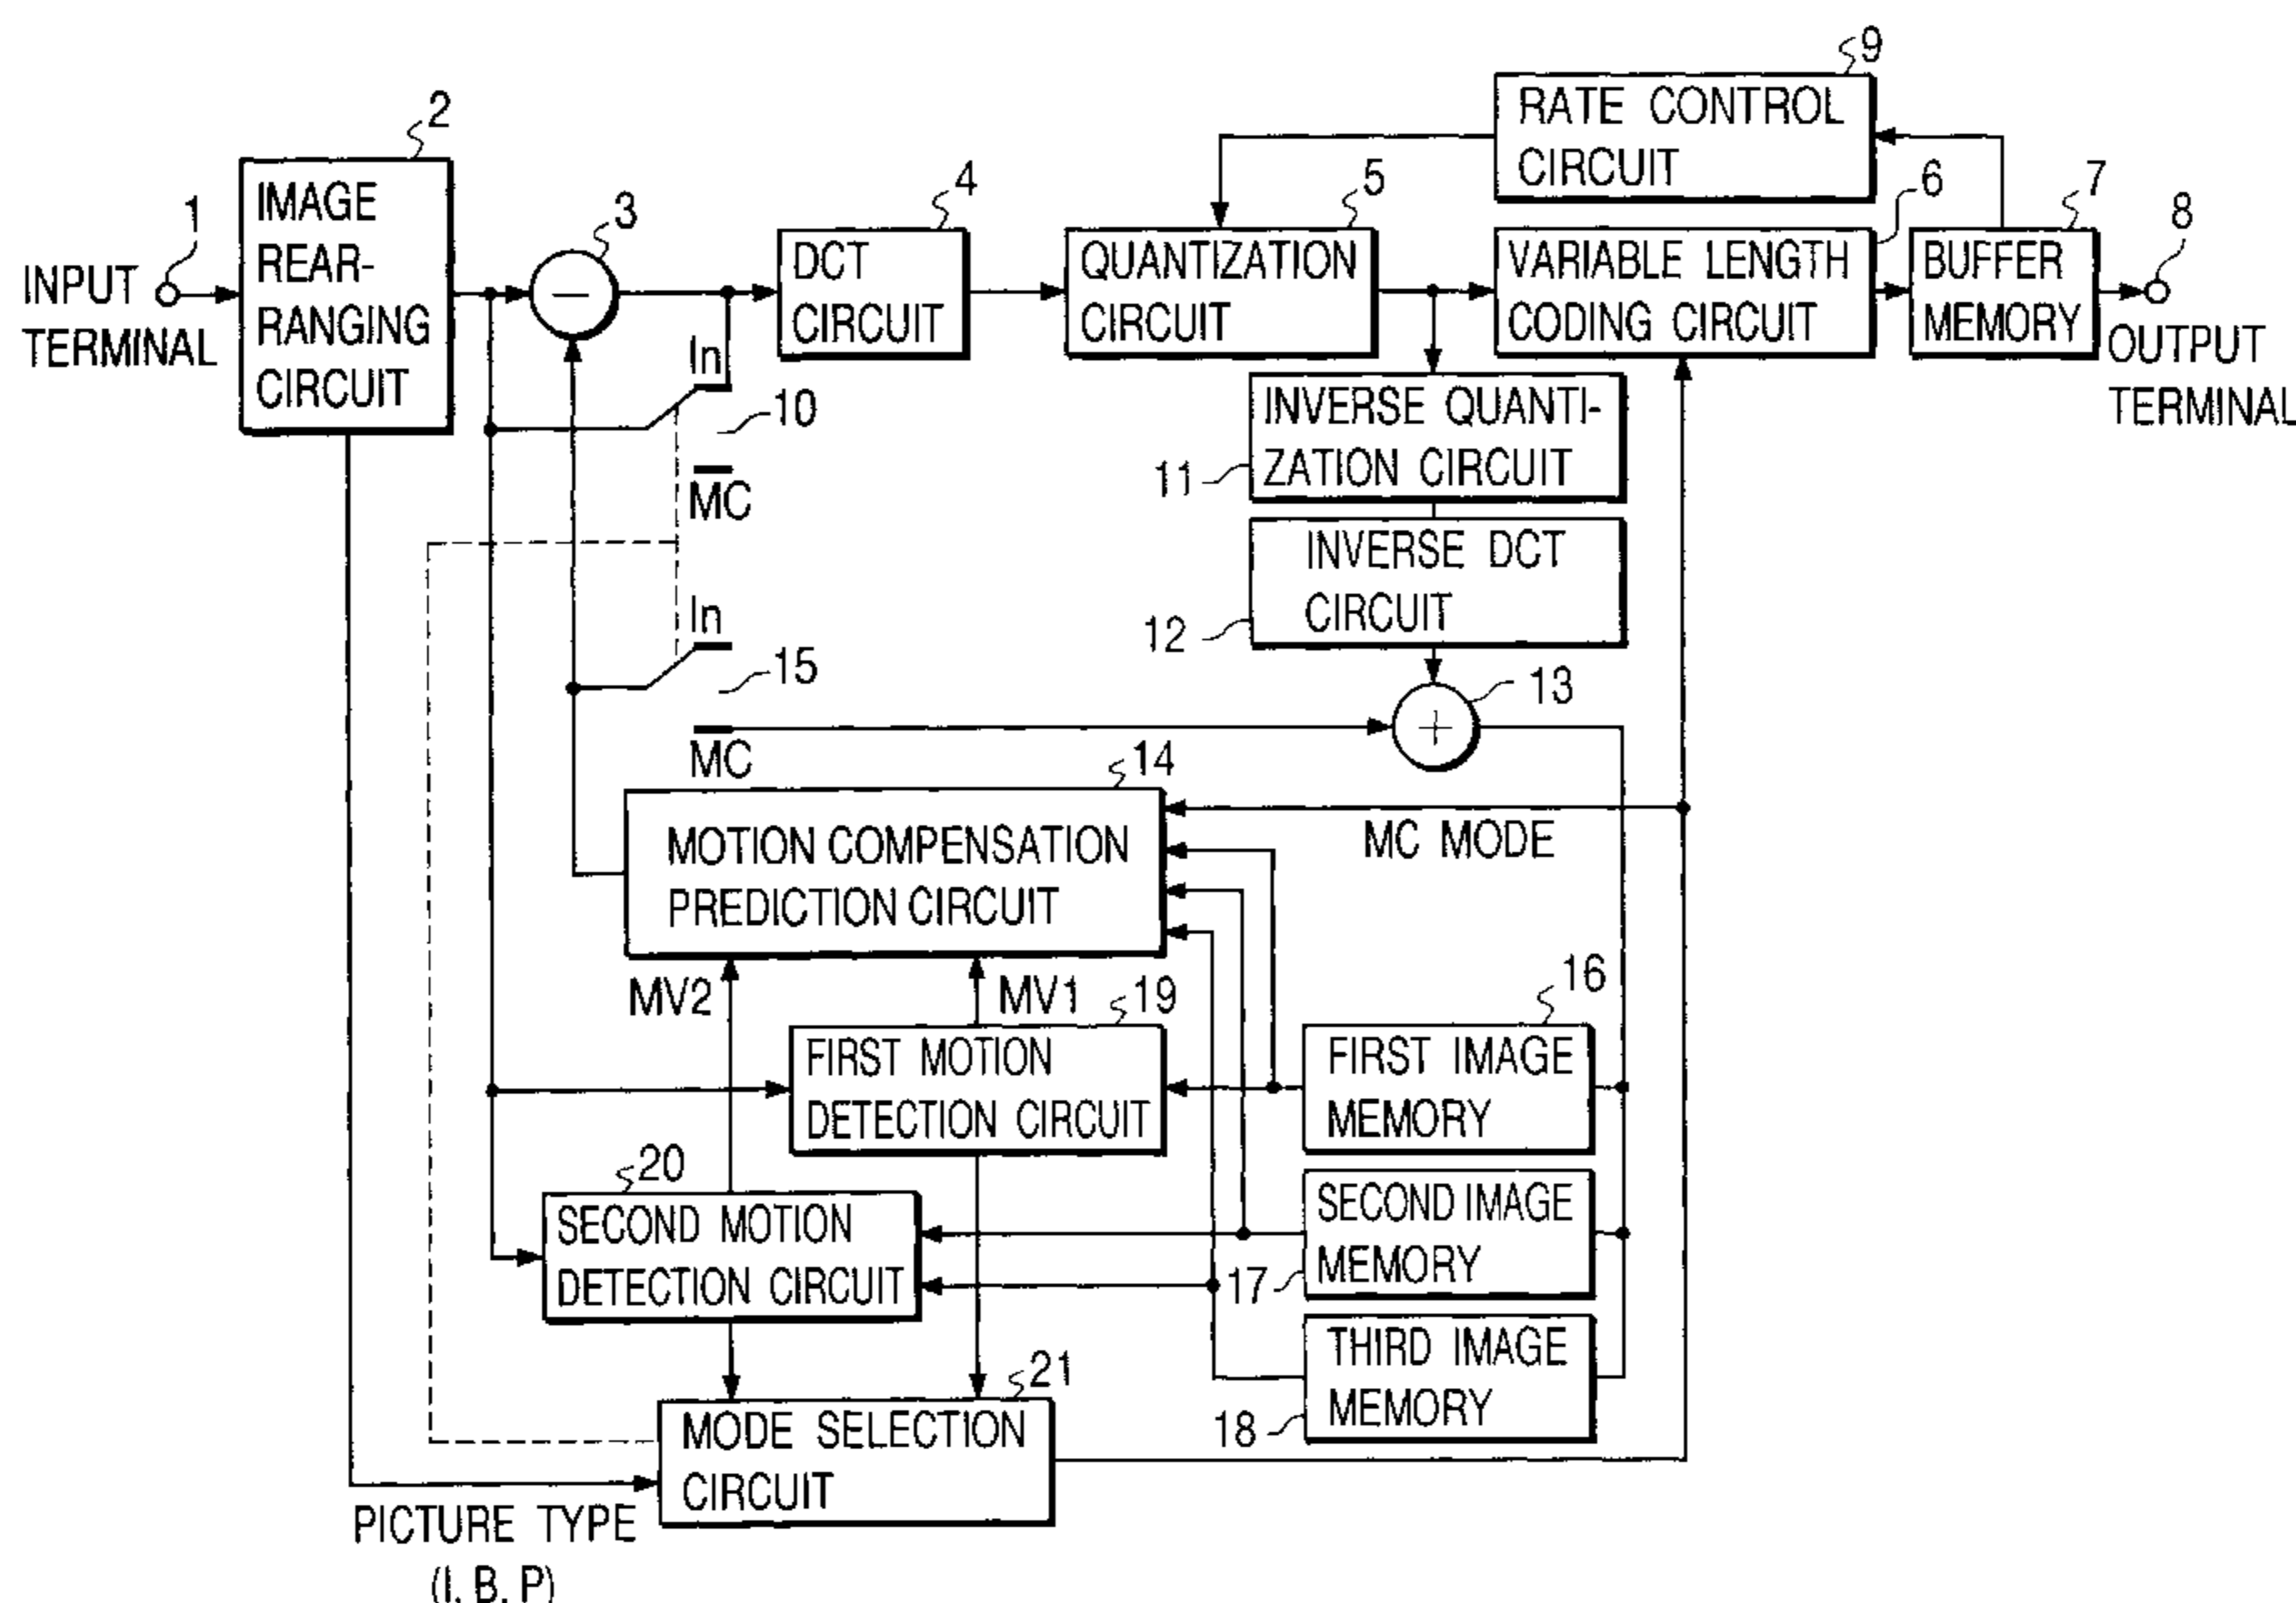 9
RATE CONTROL
CIRCUIT
2
IMAGE
REAR-
RANGING
CIRCUIT
1
INPUT
TERMINAL
3
−
4
DCT
CIRCUIT
5
QUANTIZATION
CIRCUIT
6
VARIABLE LENGTH
CODING CIRCUIT
7
BUFFER
MEMORY
8
OUTPUT
TERMINAL
In
10
MC
INVERSE QUANTI-
ZATION CIRCUIT
11
INVERSE DCT
CIRCUIT
12
In
15
MC
13
+
14
MOTION COMPENSATION
PREDICTION CIRCUIT
MC MODE
MV2
MV1
19
FIRST MOTION
DETECTION CIRCUIT
16
FIRST IMAGE
MEMORY
20
SECOND MOTION
DETECTION CIRCUIT
SECOND IMAGE
MEMORY
17
THIRD IMAGE
MEMORY
18
21
MODE SELECTION
CIRCUIT
PICTURE TYPE
(I, B, P)